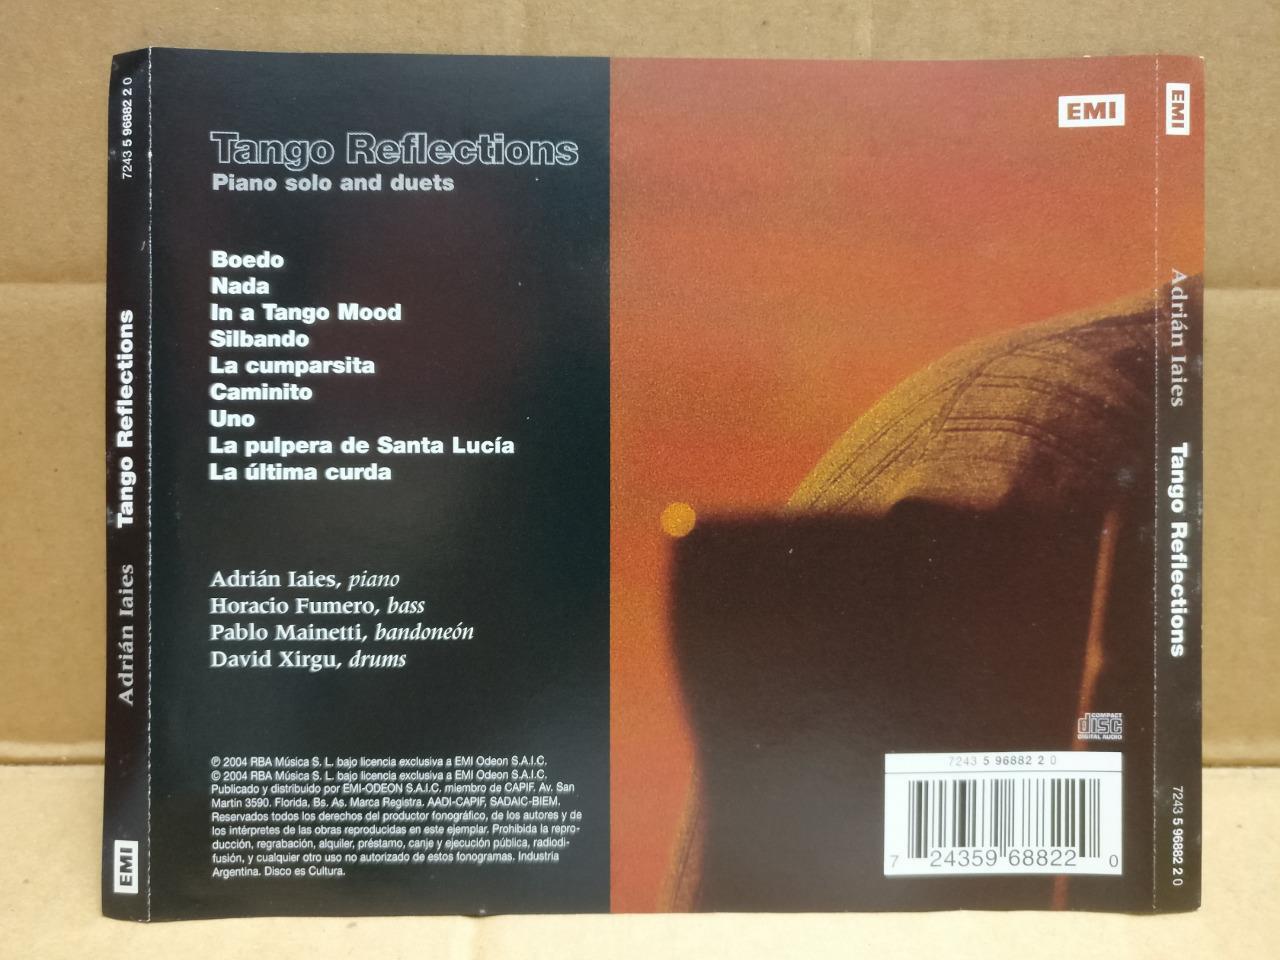 7243 5 96882 2 0
Tango Reflections
Adrián Iaies
EMI
Tango Reflections
Piano solo and duets
Boedo
Nada
In a Tango Mood
Silbando
La cumparsita
Caminito
Uno
La pulpera de Santa Lucía
La última curda
Adrián Iaies, piano
Horacio Fumero, bass
Pablo Mainetti, bandoneón
David Xirgu, drums
℗ 2004 RBA Música S. L. bajo licencia exclusiva a EMI Odeon S.A.I.C.
© 2004 RBA Música S. L. bajo licencia exclusiva a EMI Odeon S.A.I.C.
Publicado y distribuido por EMI-ODEON S.A.I.C. miembro de CAPIF. Av. San
Martin 3590. Florida, Bs. As. Marca Registra. AADI-CAPIF, SADAIC-BIEM.
Reservados todos los derechos del productor fonográfico, de los autores y de
los intérpretes de las obras reproducidas en este ejemplar. Prohibida la repro-
ducción, regrabación, alquiler, préstamo, canje y ejecución pública, radiodi-
fusión, y cualquier otro uso no autorizado de estos fonogramas. Industria
Argentina. Disco es Cultura.
EMI
COMPACT
disc
DIGITAL AUDIO
7243 5 96882 2 0
7 24359 68822 0
EMI
Adrián Iaies
Tango Reflections
7243 5 96882 2 0